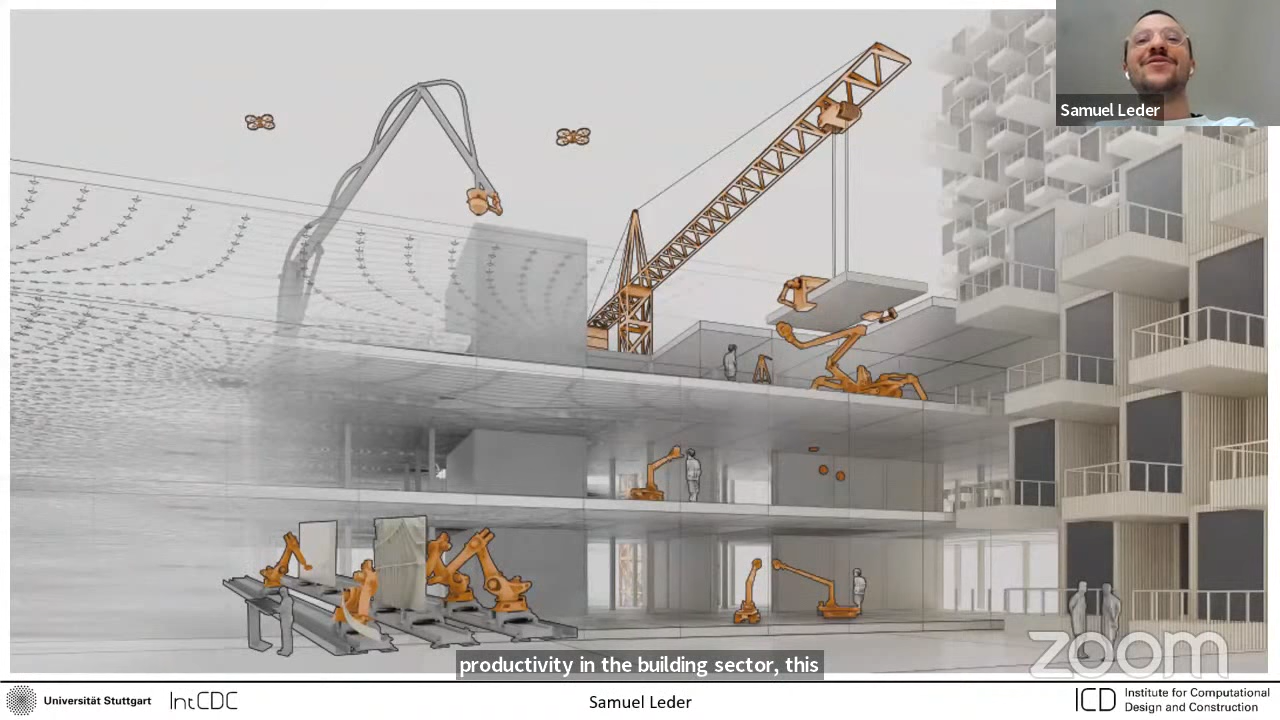 Samuel Leder
productivity in the building sector, this
zoom
Universität Stuttgart
IntCDC
Samuel Leder
ICD
Institute for Computational
Design and Construction